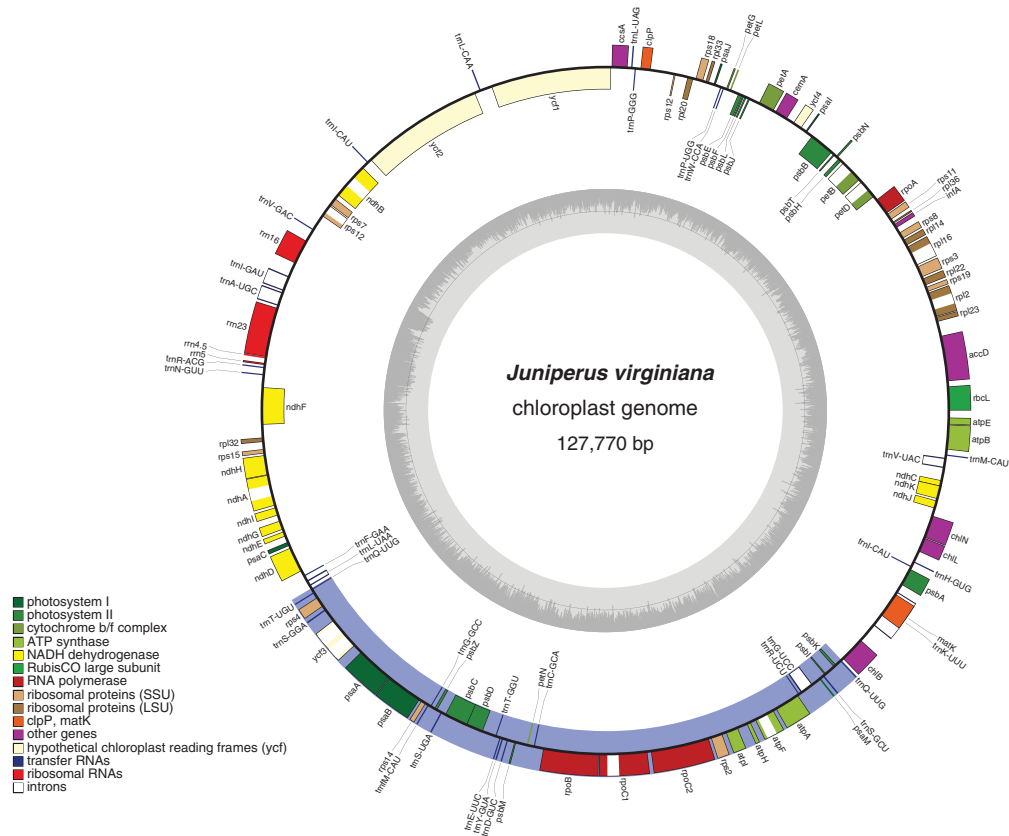 Juniperus virginiana
chloroplast genome
127,770 bp
ccsA
trnL-UAG
clpP
trnP-GGG
rps12
rpl20
rps18
rpl33
psaJ
petG
petL
trnP-UGG
trnW-CCA
psbE
psbF
psbL
psbJ
petA
cemA
ycf4
psaI
psbN
psbB
psbT
psbH
petB
petD
rpoA
rps11
rpl36
infA
rps8
rpl14
rpl16
rps3
rpl22
rps19
rpl2
rpl23
accD
rbcL
atpE
atpB
trnM-CAU
trnV-UAC
ndhC
ndhK
ndhJ
chlN
chlL
trnI-CAU
trnH-GUG
psbA
matK
trnK-UUU
chlB
trnQ-UUG
psbK
psbI
trnS-GCU
psaM
trnG-UCC
trnR-UCU
atpA
atpF
atpH
atpI
rps2
rpoC2
rpoC1
rpoB
trnC-GCA
petN
psbM
trnD-GUC
trnY-GUA
trnE-UUC
trnT-GGU
psbD
psbC
trnS-UGA
psbZ
trnG-GCC
trnfM-CAU
rps14
psaB
psaA
ycf3
trnS-GGA
rps4
trnT-UGU
trnQ-UUG
trnL-UAA
trnF-GAA
ndhD
psaC
ndhE
ndhG
ndhI
ndhA
ndhH
rps15
rpl32
ndhF
trnN-GUU
trnR-ACG
rrn5
rrn4.5
rrn23
trnA-UGC
trnI-GAU
rrn16
trnV-GAC
rps12
rps7
ndhB
trnI-CAU
ycf2
trnL-CAA
ycf1
photosystem I
photosystem II
cytochrome b/f complex
ATP synthase
NADH dehydrogenase
RubisCO large subunit
RNA polymerase
ribosomal proteins (SSU)
ribosomal proteins (LSU)
clpP, matK
other genes
hypothetical chloroplast reading frames (ycf)
transfer RNAs
ribosomal RNAs
introns